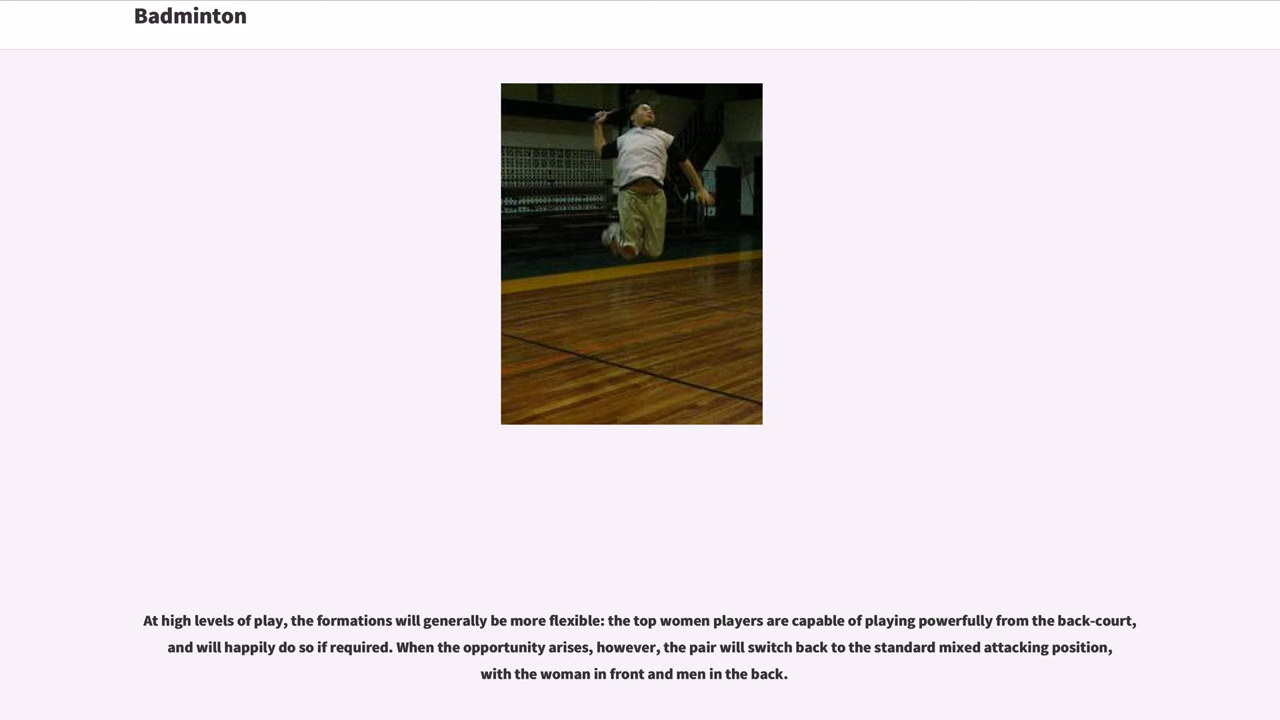 Badminton
At high levels of play, the formations will generally be more flexible: the top women players are capable of playing powerfully from the back-court,
and will happily do so if required. When the opportunity arises, however, the pair will switch back to the standard mixed attacking position,
with the woman in front and men in the back.